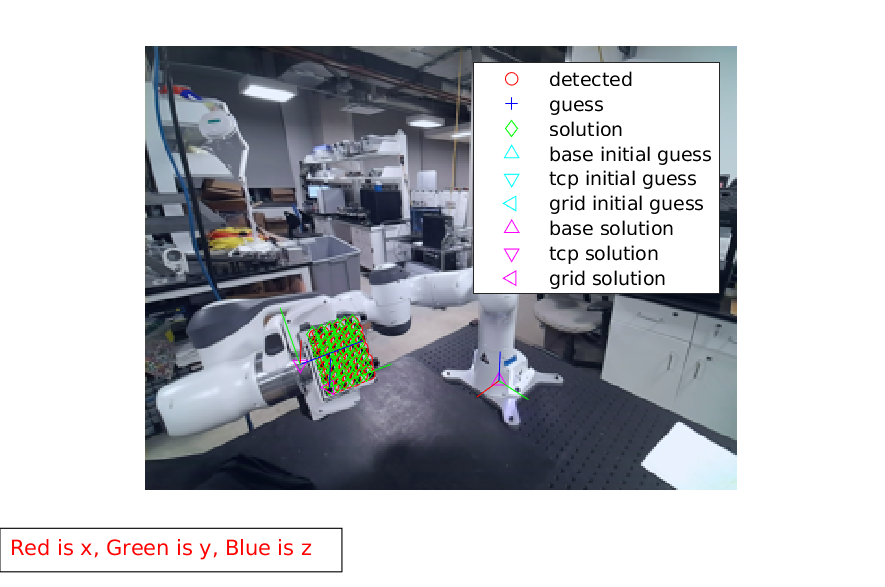 detected
guess
solution
base initial guess
tcp initial guess
grid initial guess
base solution
tcp solution
grid solution
Red is x, Green is y, Blue is z